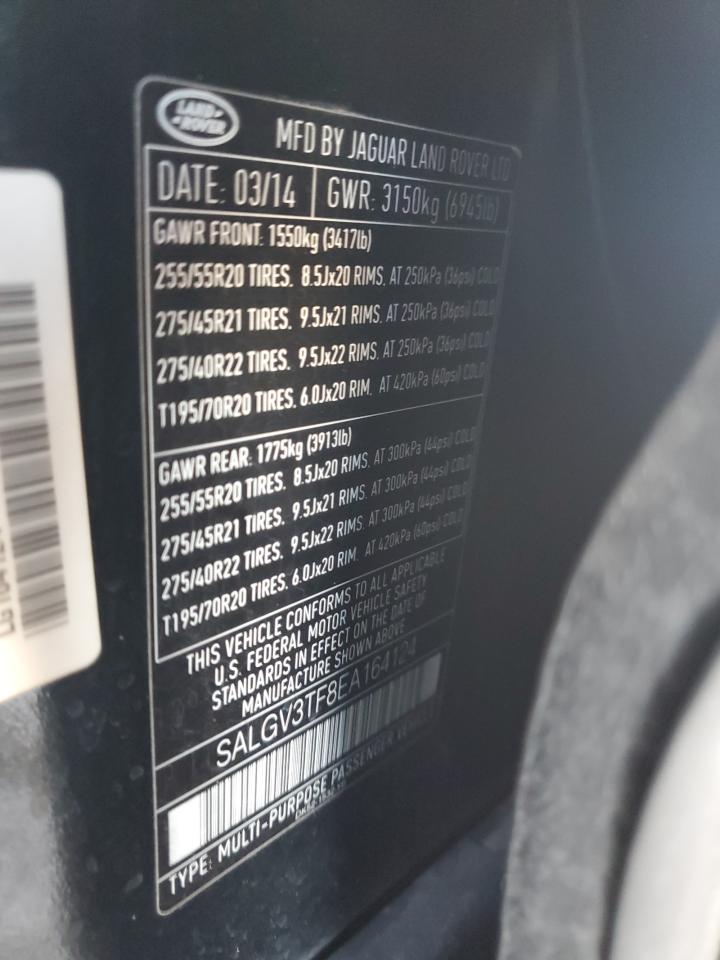 LAND-
-ROVER
MFD BY JAGUAR LAND ROVER LTD
DATE: 03/14 GWR: 3150kg (6945lb)
GAWR FRONT: 1550kg (3417lb)
255/55R20 TIRES. 8.5Jx20 RIMS. AT 250kPa (36psi) COLD
275/45R21 TIRES. 9.5Jx21 RIMS. AT 250kPa (36psi) COLD
275/40R22 TIRES. 9.5Jx22 RIMS. AT 250kPa (36psi) COLD
T195/70R20 TIRES. 6.0Jx20 RIM. AT 420kPa (60psi) COLD
GAWR REAR: 1775kg (3913lb)
255/55R20 TIRES. 8.5Jx20 RIMS. AT 300kPa (44psi) COLD
275/45R21 TIRES. 9.5Jx21 RIMS. AT 300kPa (44psi) COLD
275/40R22 TIRES. 9.5Jx22 RIMS. AT 300kPa (44psi) COLD
T195/70R20 TIRES. 6.0Jx20 RIM. AT 420kPa (60psi) COLD
THIS VEHICLE CONFORMS TO ALL APPLICABLE
U.S. FEDERAL MOTOR VEHICLE SAFETY
STANDARDS IN EFFECT ON THE DATE OF
MANUFACTURE SHOWN ABOVE
SALGV3TF8EA164124
TYPE: MULTI-PURPOSE PASSENGER VEHICLE